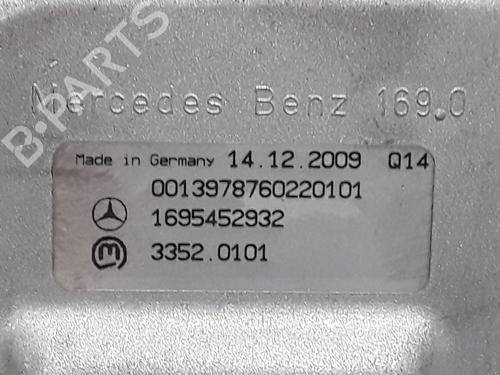 B-PARTS
Mercedes Benz 169.0
Made in Germany 14.12.2009 Q14
0013978760220101
1695452932
3352.0101